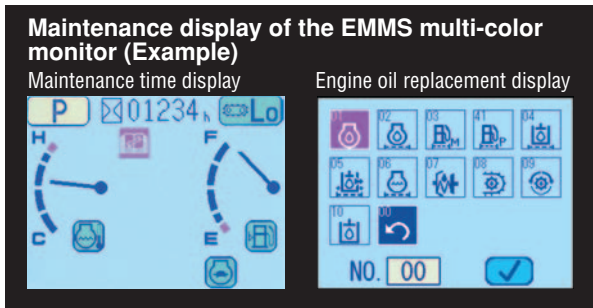 Maintenance display of the EMMS multi-color
monitor (Example)
Maintenance time display
Engine oil replacement display
P 01234 h Lo
H F
C E
01 02 03 M 41 P 04
05 06 07 08 09
10 00
NO. 00